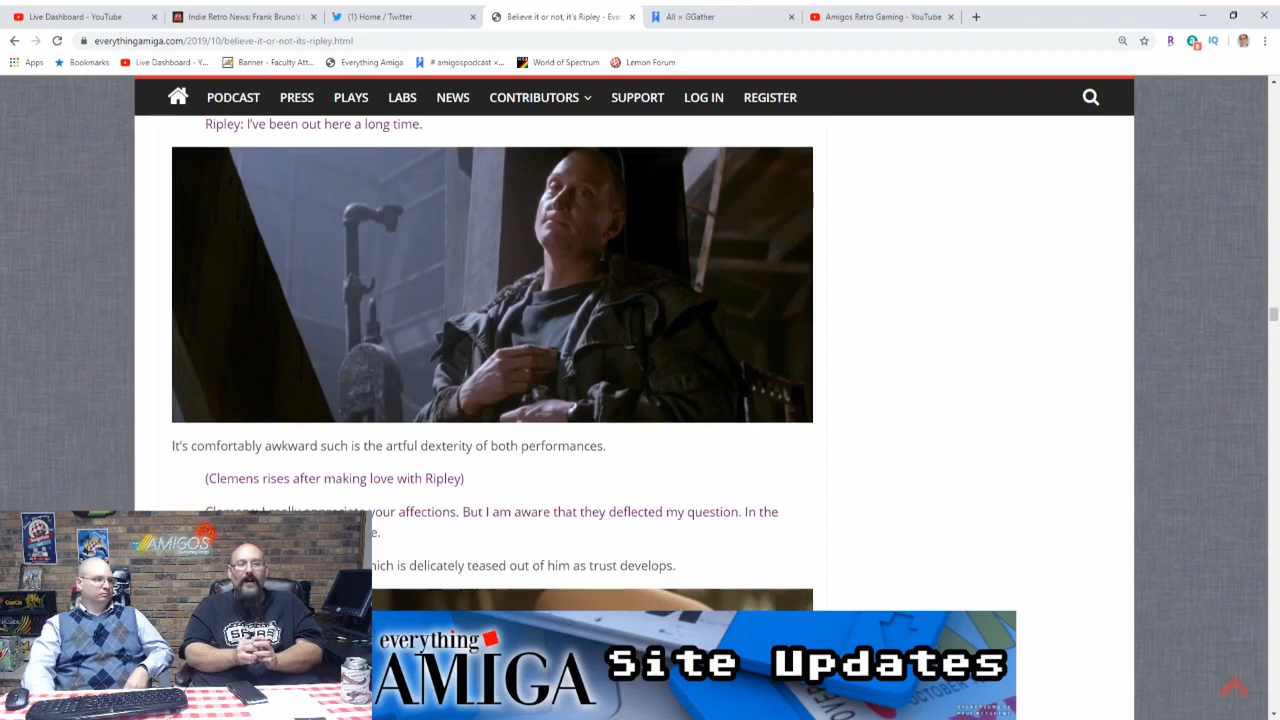 Live Dashboard - YouTube
Indie Retro News: Frank Bruno's
(1) Home / Twitter
Believe it or not, it's Ripley - Eve
All × GGather
Amigos Retro Gaming - YouTube
everythingamiga.com/2019/10/believe-it-or-not-its-ripley.html
Apps
Bookmarks
Live Dashboard - Y...
Banner - Faculty Att...
Everything Amiga
# amigospodcast ×...
World of Spectrum
Lemon Forum
PODCAST
PRESS
PLAYS
LABS
NEWS
CONTRIBUTORS
SUPPORT
LOG IN
REGISTER
Ripley: I've been out here a long time.
It's comfortably awkward such is the artful dexterity of both performances.
(Clemens rises after making love with Ripley)
your affections. But I am aware that they deflected my question. In the
e.
hich is delicately teased out of him as trust develops.
AMIGOS
everything
AMIGA
Site Updates
OCTOBER